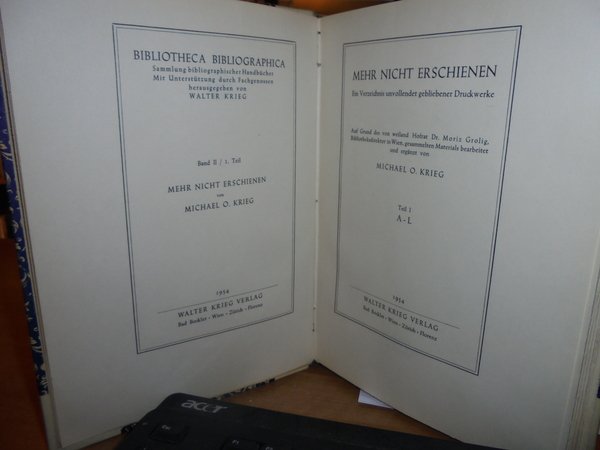 BIBLIOTHECA BIBLIOGRAPHICA
Sammlung bibliographischer Handbücher
Mit Unterstützung durch Fachgenossen
herausgegeben von
WALTER KRIEG
Band II / 1. Teil
MEHR NICHT ERSCHIENEN
von
MICHAEL O. KRIEG
1954
WALTER KRIEG VERLAG
Bad Bocklet - Wien - Zürich - Florenz
MEHR NICHT ERSCHIENEN
Ein Verzeichnis unvollendet gebliebener Druckwerke
Auf Grund des von weiland Hofrat Dr. Moriz Grolig,
Bibliotheksdirektor in Wien, gesammelten Materials bearbeitet
und ergänzt von
MICHAEL O. KRIEG
Teil I
A-L
1954
WALTER KRIEG VERLAG
Bad Bocklet - Wien - Zürich - Florenz
acer